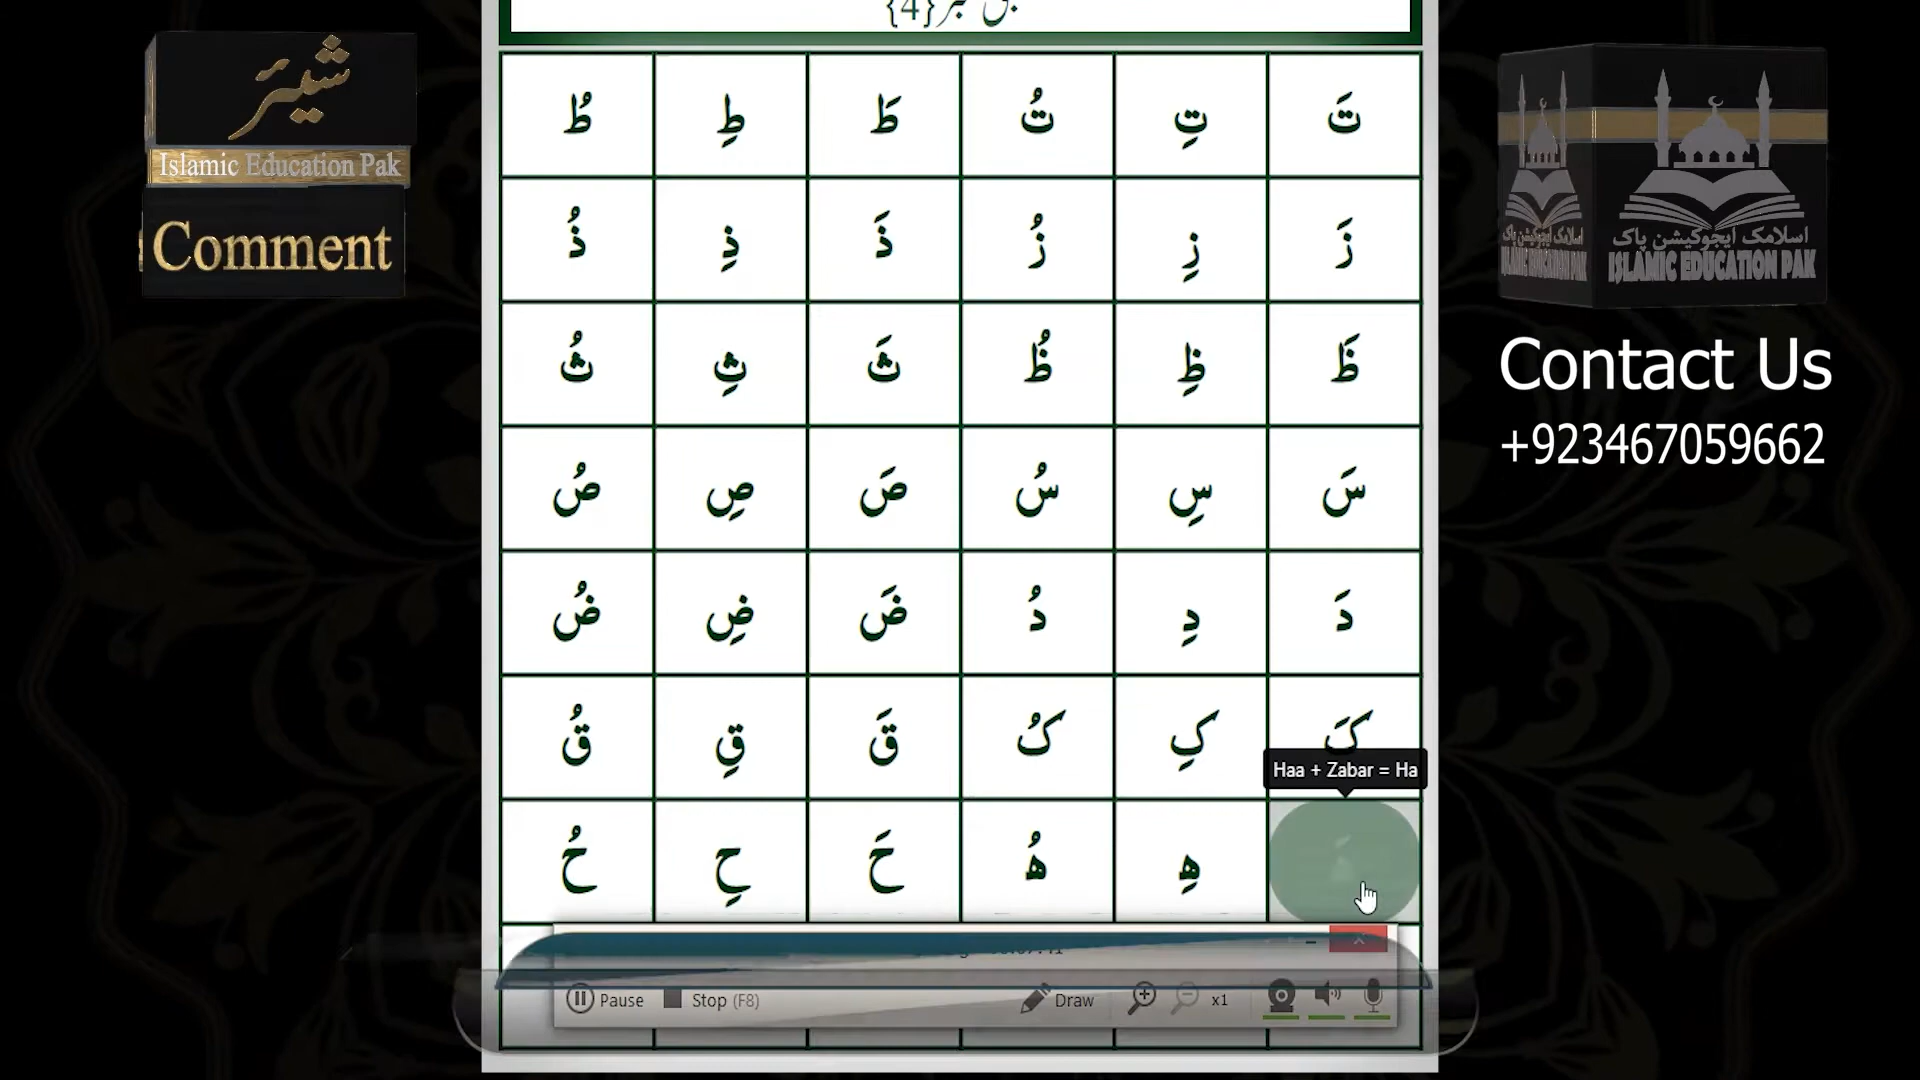 {4}
شیئر
Islamic Education Pak
Comment
تَ تِ تُ طَ طِ طُ
زَ زِ زُ ذَ ذِ ذُ
ظَ ظِ ظُ ثَ ثِ ثُ
سَ سِ سُ صَ صِ صُ
دَ دِ دُ ضَ ضِ ضُ
کَ کِ کُ قَ قِ قُ
Haa + Zabar = Ha
ھِ ھُ حَ حِ حُ
Pause Stop (F8) Draw x1
اسلامک ایجوکیشن پاک
ISLAMIC EDUCATION PAK
Contact Us
+923467059662